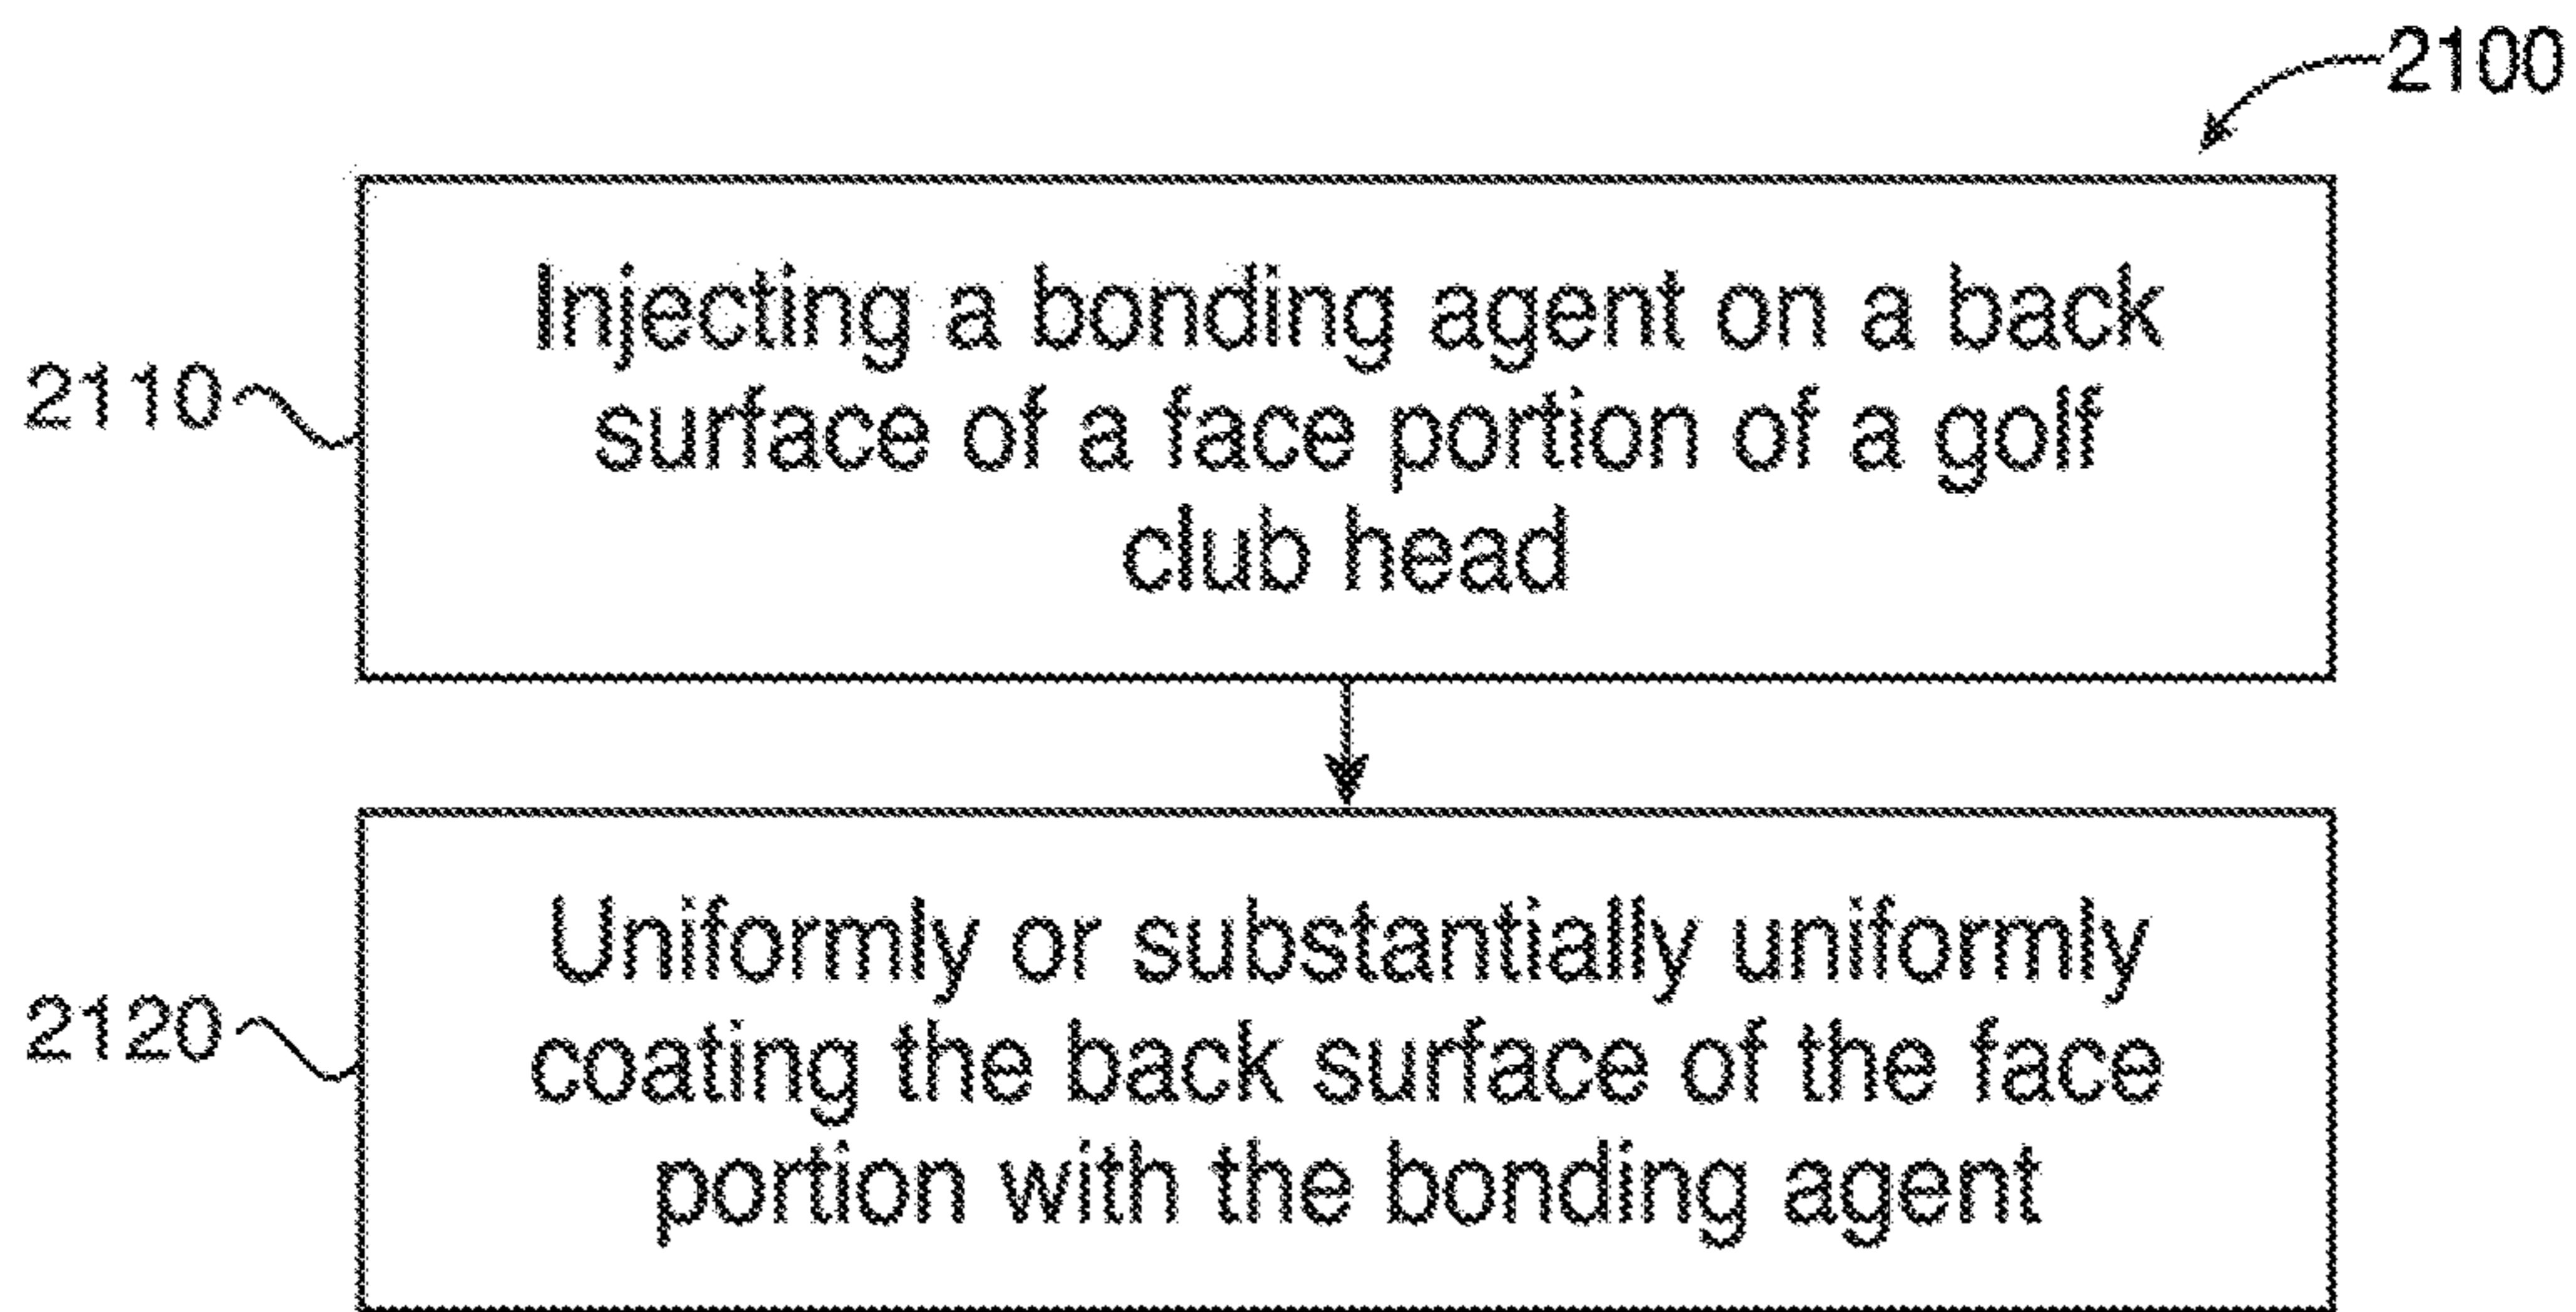 2100
2110
Injecting a bonding agent on a back
surface of a face portion of a golf
club head
2120
Uniformly or substantially uniformly
coating the back surface of the face
portion with the bonding agent